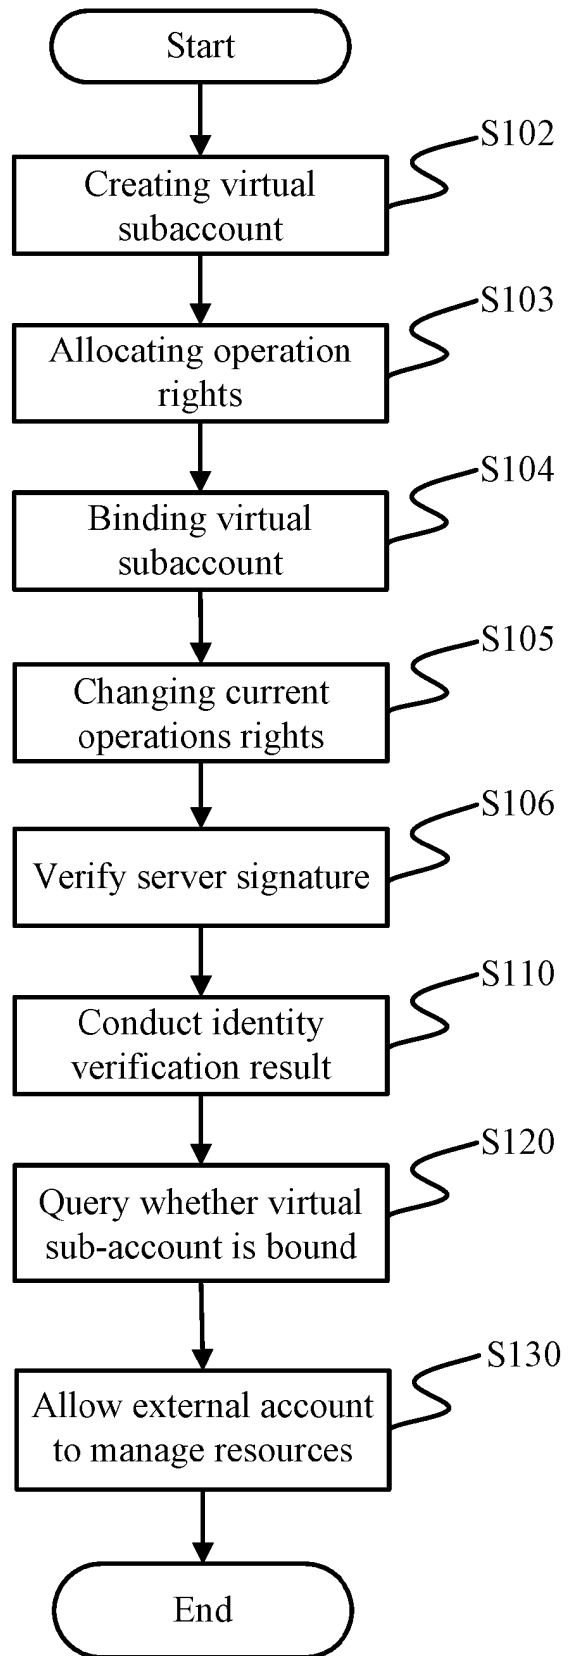 Start
S102
Creating virtual
subaccount
S103
Allocating operation
rights
S104
Binding virtual
subaccount
S105
Changing current
operations rights
S106
Verify server signature
S110
Conduct identity
verification result
S120
Query whether virtual
sub-account is bound
S130
Allow external account
to manage resources
End